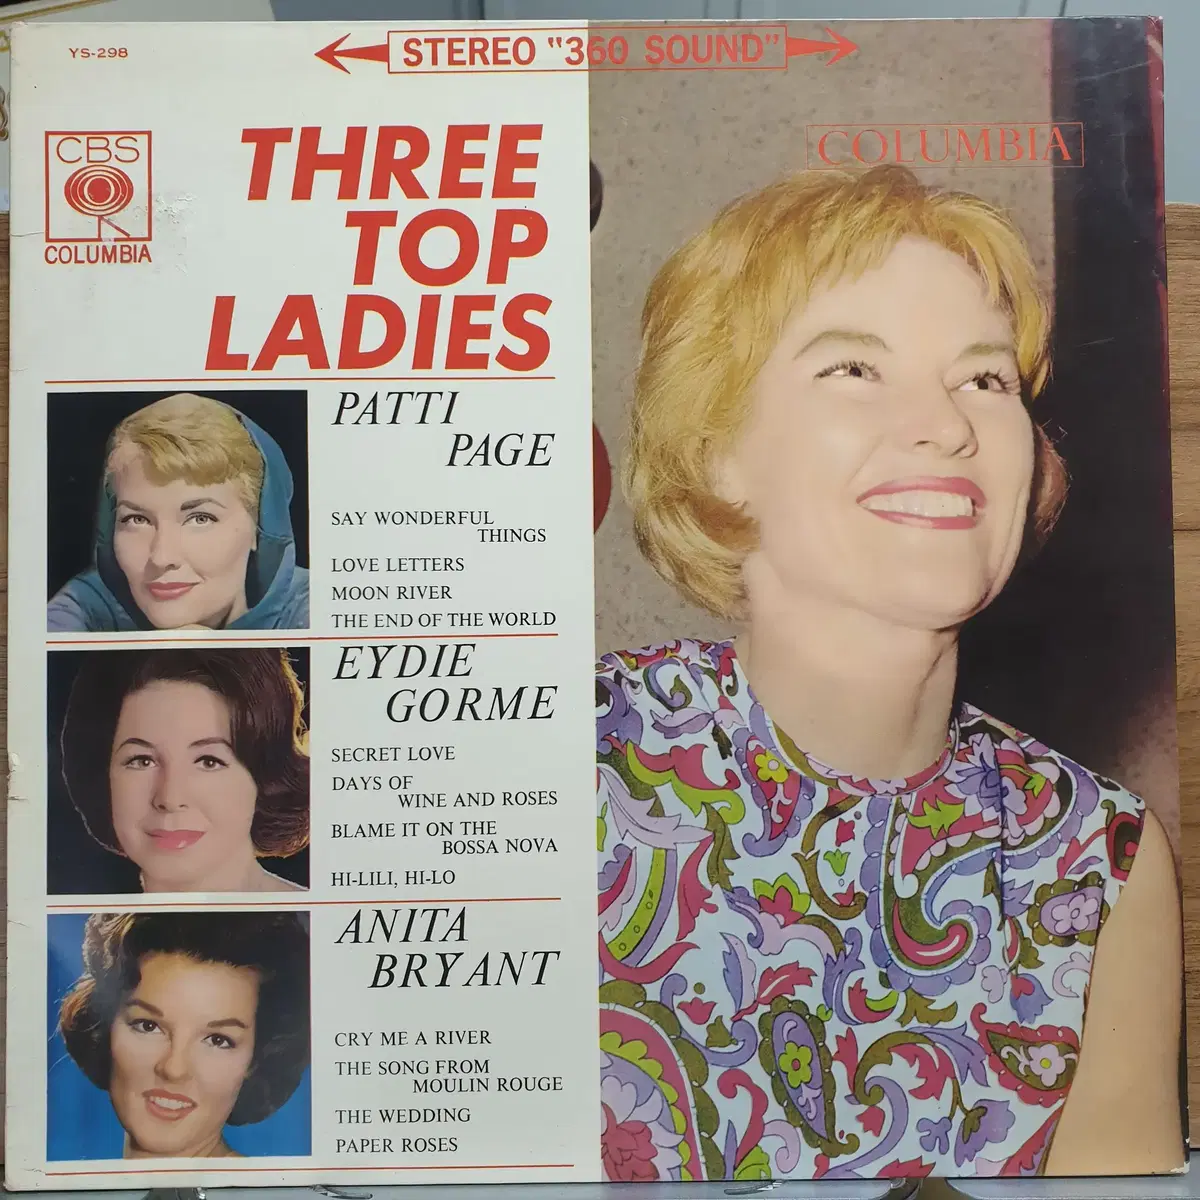 YS-298
STEREO "360 SOUND"
CBS
COLUMBIA
COLUMBIA
THREE
TOP
LADIES
PATTI
PAGE
SAY WONDERFUL
THINGS
LOVE LETTERS
MOON RIVER
THE END OF THE WORLD
EYDIE
GORME
SECRET LOVE
DAYS OF
WINE AND ROSES
BLAME IT ON THE
BOSSA NOVA
HI-LILI, HI-LO
ANITA
BRYANT
CRY ME A RIVER
THE SONG FROM
MOULIN ROUGE
THE WEDDING
PAPER ROSES